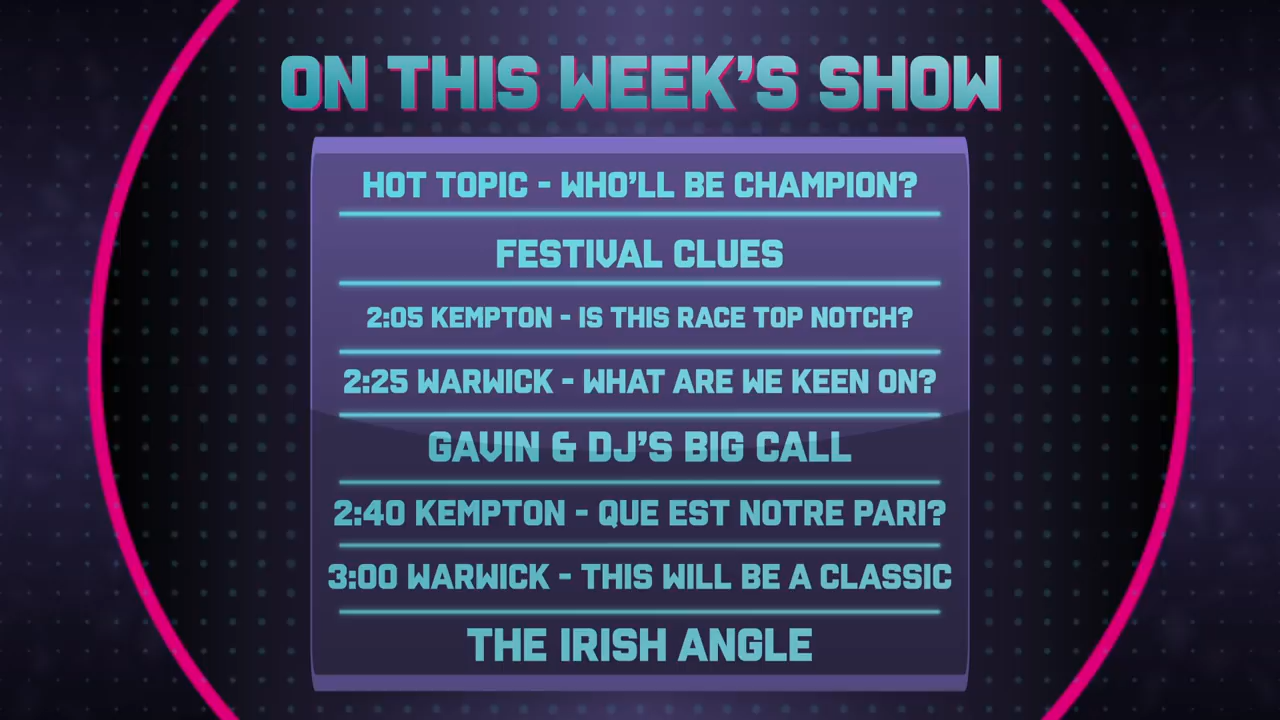 ON THIS WEEK'S SHOW
HOT TOPIC - WHO'LL BE CHAMPION?
FESTIVAL CLUES
2:05 KEMPTON - IS THIS RACE TOP NOTCH?
2:25 WARWICK - WHAT ARE WE KEEN ON?
GAVIN & DJ'S BIG CALL
2:40 KEMPTON - QUE EST NOTRE PARI?
3:00 WARWICK - THIS WILL BE A CLASSIC
THE IRISH ANGLE